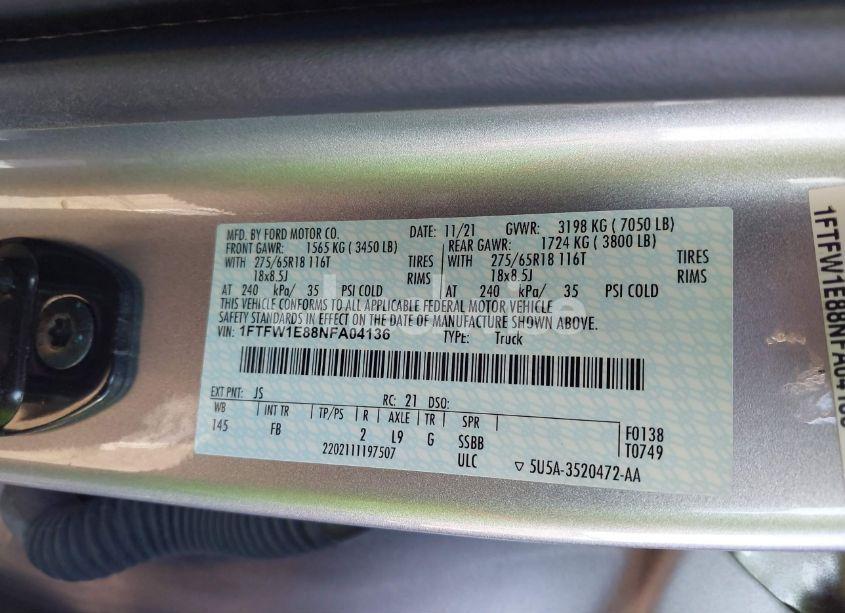 MFD. BY FORD MOTOR CO. DATE: 11/21 GVWR: 3198 KG ( 7050 LB)
FRONT GAWR: 1565 KG ( 3450 LB) REAR GAWR: 1724 KG ( 3800 LB)
WITH 275/65R18 116T TIRES WITH 275/65R18 116T TIRES
18x8.5J RIMS 18x8.5J RIMS
AT 240 kPa/ 35 PSI COLD AT 240 kPa/ 35 PSI COLD
THIS VEHICLE CONFORMS TO ALL APPLICABLE FEDERAL MOTOR VEHICLE
SAFETY STANDARDS IN EFFECT ON THE DATE OF MANUFACTURE SHOWN ABOVE.
VIN: 1FTFW1E88NFA04136 TYPE: Truck
EXT PNT: JS RC: 21 DSO:
WB INT TR TP/PS R AXLE TR SPR
145 FB 2 L9 G SSBB F0138
2202111197507 ULC T0749
▽ 5U5A-3520472-AA
1FTFW1E88NFA04136